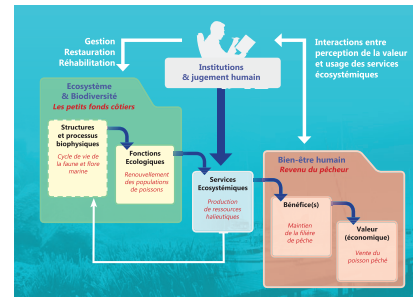 Gestion
Restauration
Réhabilitation
Interactions entre
perception de la valeur
et usage des services
écosystémiques
Institutions
& jugement humain
Ecosystème
& Biodiversité
Les petits fonds côtiers
Structures
et processus
biophysiques
Cycle de vie de
la faune et flore
marine
Fonctions
Ecologiques
Renouvellement
des populations
de poissons
Services
Ecosystémiques
Production
de ressources
halieutiques
Bien-être humain
Revenu du pêcheur
Bénéfice(s)
Maintien
de la filière
de pêche
Valeur
(économique)
Vente du
poisson pêché